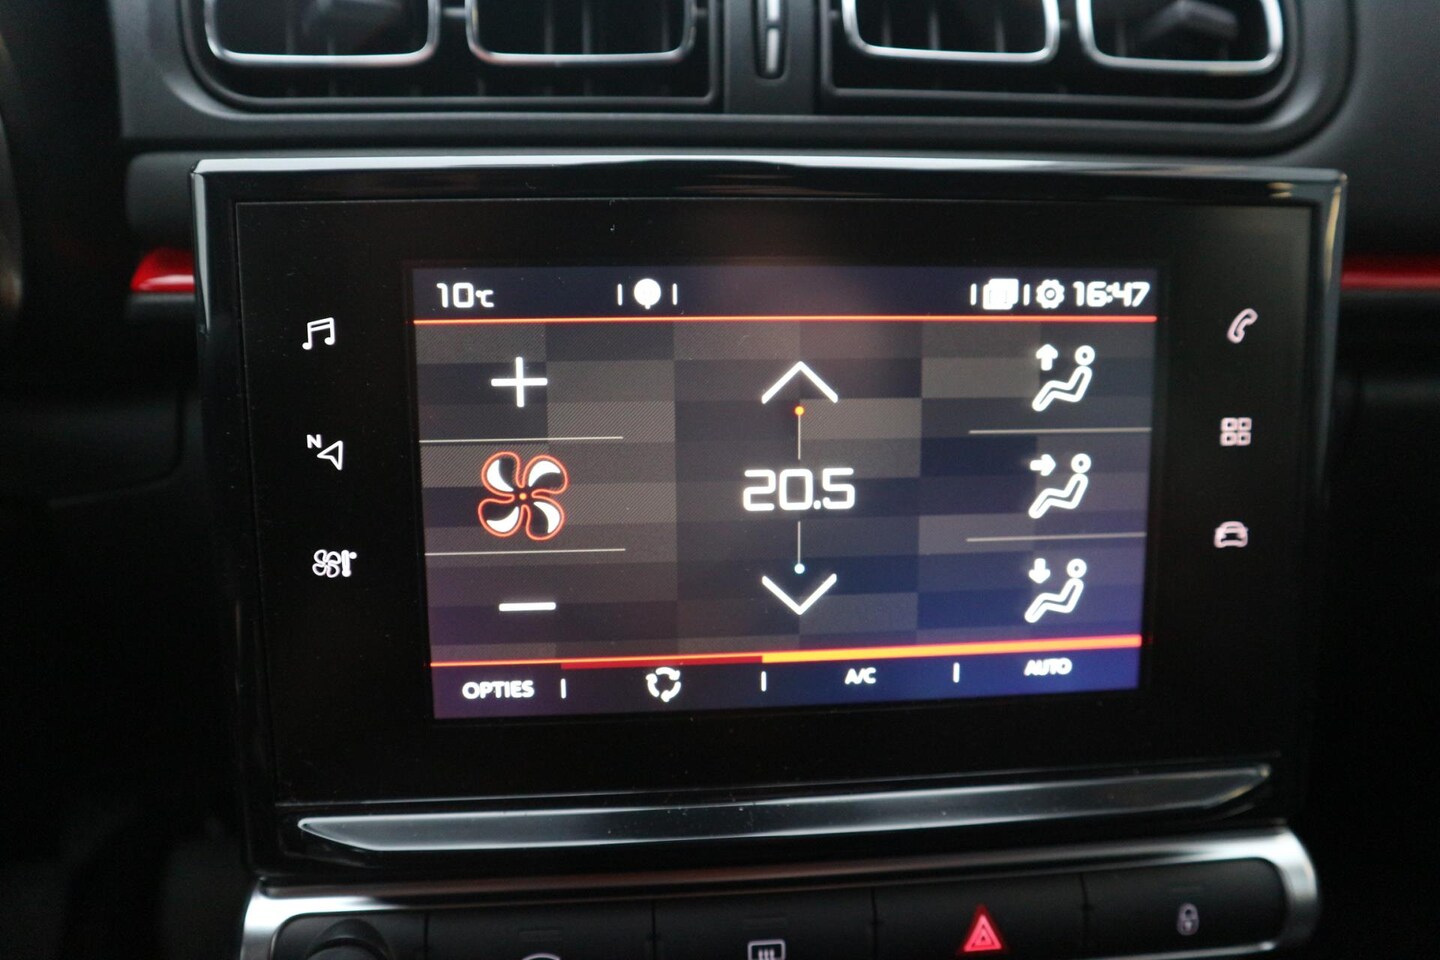 10°C
16:47
N
20.5
OPTIES
A/C
AUTO